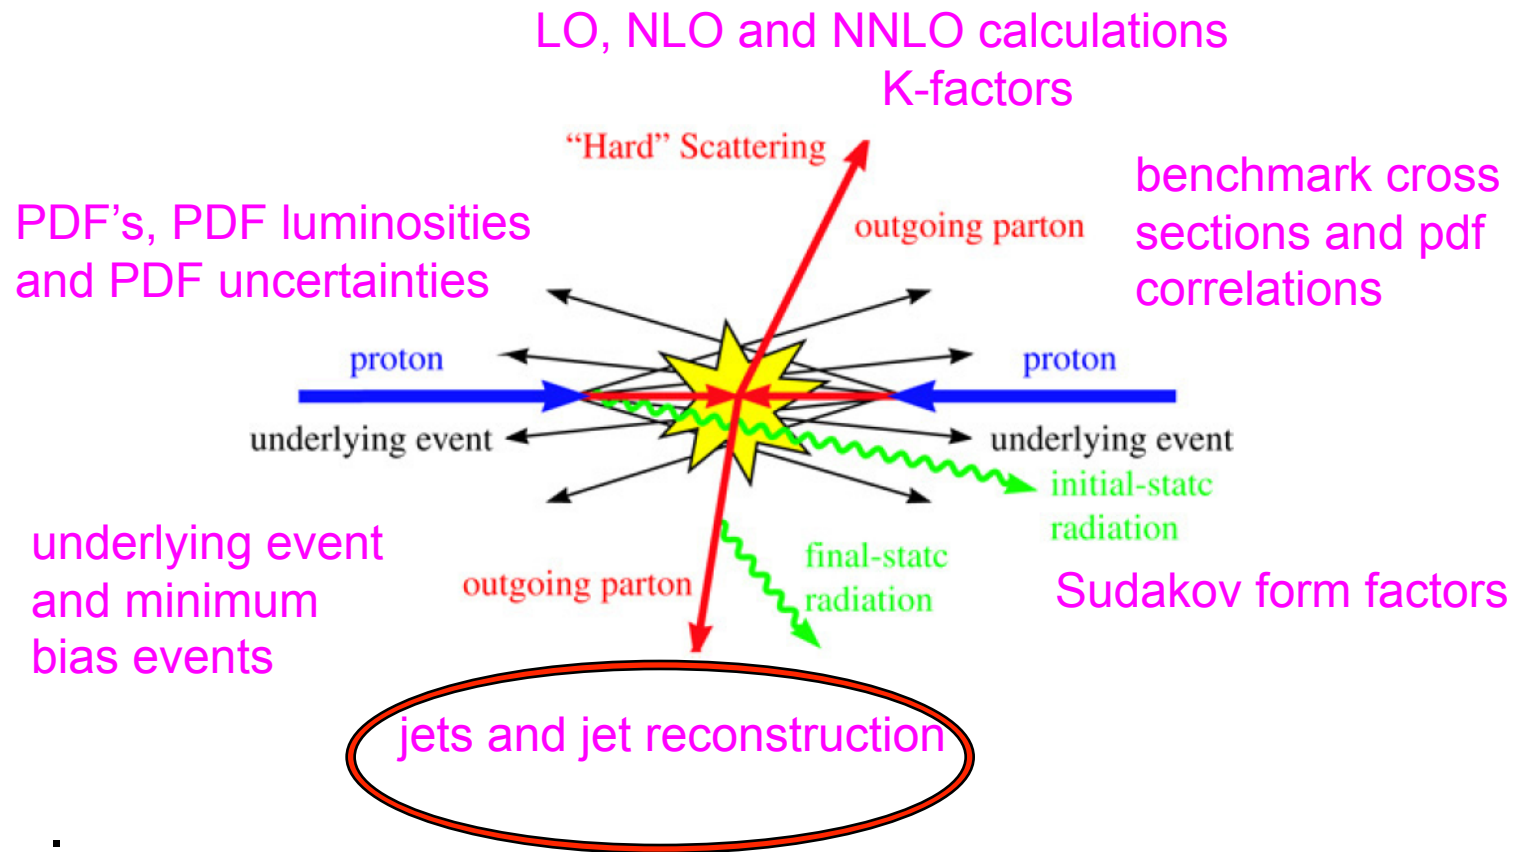 LO, NLO and NNLO calculations
K-factors
“Hard” Scattering
benchmark cross
sections and pdf
correlations
PDF’s, PDF luminosities
and PDF uncertainties
outgoing parton
proton
proton
underlying event
underlying event
initial-statc
radiation
underlying event
and minimum
bias events
final-statc
radiation
outgoing parton
Sudakov form factors
jets and jet reconstruction